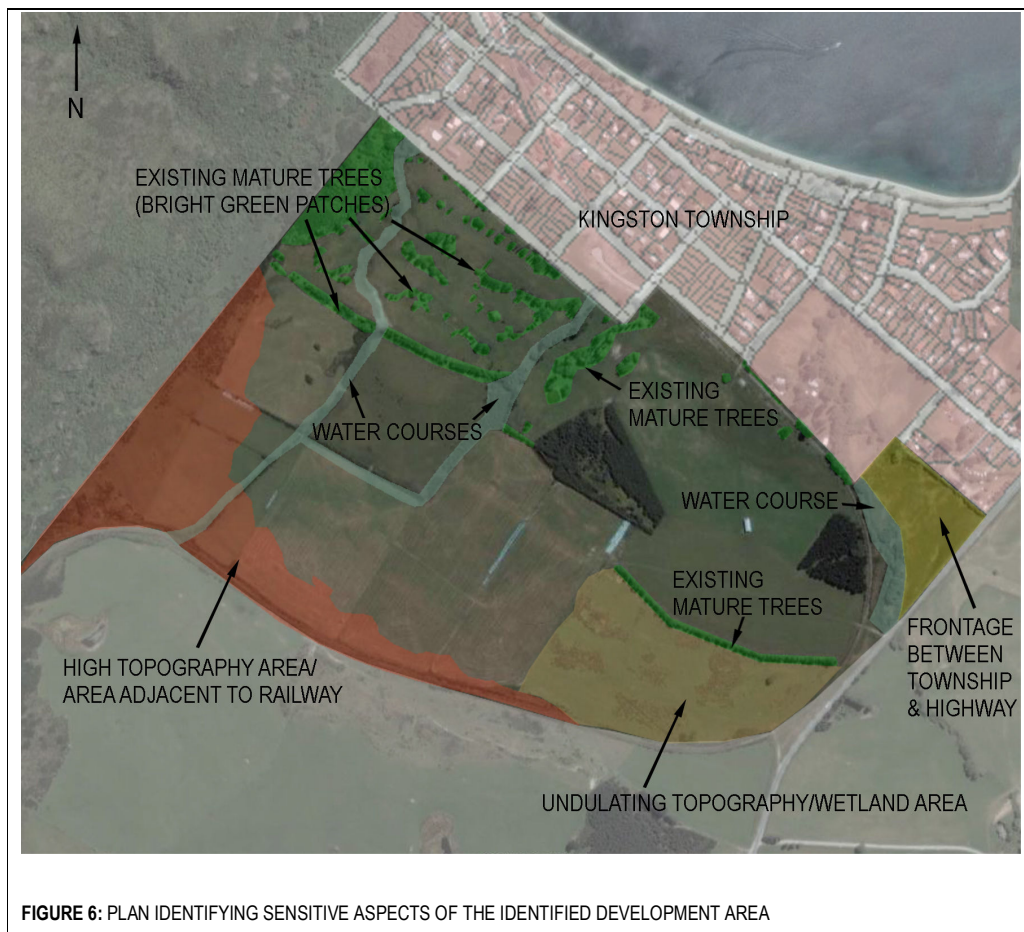 N
EXISTING MATURE TREES
(BRIGHT GREEN PATCHES)
KINGSTON TOWNSHIP
EXISTING
MATURE TREES
WATER COURSES
WATER COURSE
EXISTING
MATURE TREES
FRONTAGE
BETWEEN
TOWNSHIP
& HIGHWAY
HIGH TOPOGRAPHY AREA/
AREA ADJACENT TO RAILWAY
UNDULATING TOPOGRAPHY/WETLAND AREA
FIGURE 6: PLAN IDENTIFYING SENSITIVE ASPECTS OF THE IDENTIFIED DEVELOPMENT AREA